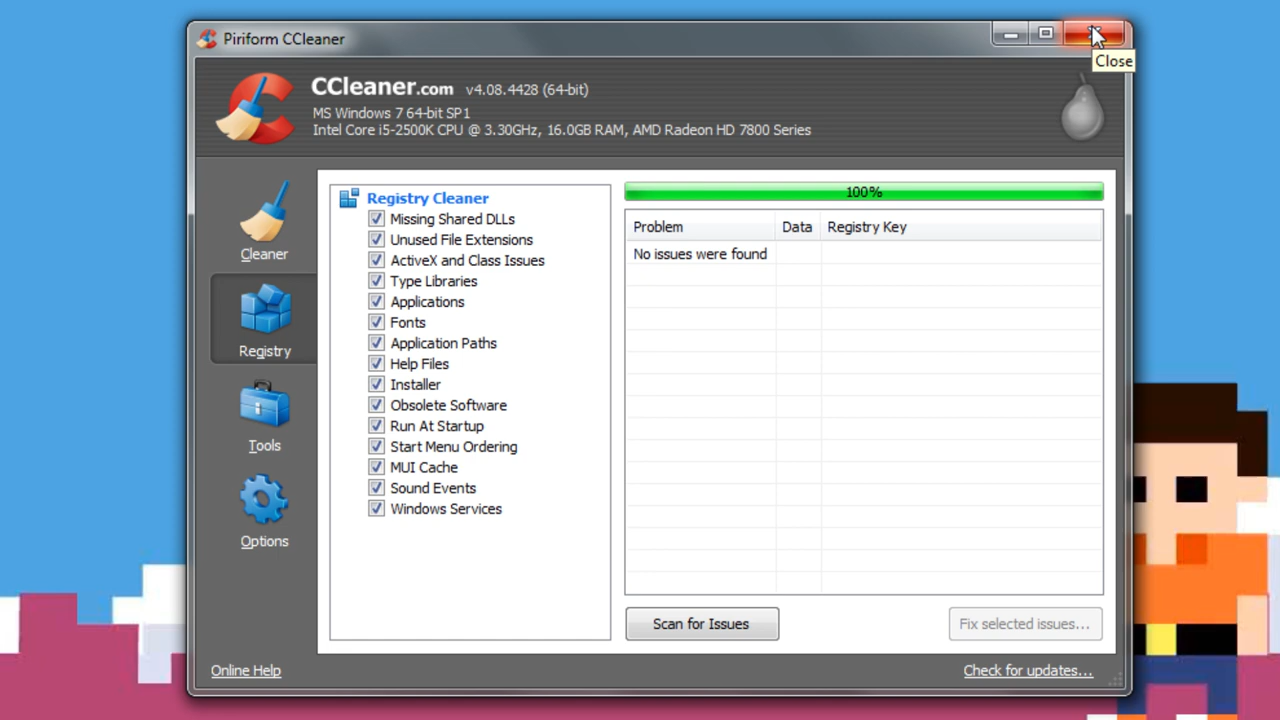 Piriform CCleaner
Close
CCleaner.com v4.08.4428 (64-bit)
MS Windows 7 64-bit SP1
Intel Core i5-2500K CPU @ 3.30GHz, 16.0GB RAM, AMD Radeon HD 7800 Series
Cleaner
Registry
Tools
Options
Registry Cleaner
Missing Shared DLLs
Unused File Extensions
ActiveX and Class Issues
Type Libraries
Applications
Fonts
Application Paths
Help Files
Installer
Obsolete Software
Run At Startup
Start Menu Ordering
MUI Cache
Sound Events
Windows Services
100%
Problem Data Registry Key
No issues were found
Scan for Issues Fix selected issues...
Online Help Check for updates...